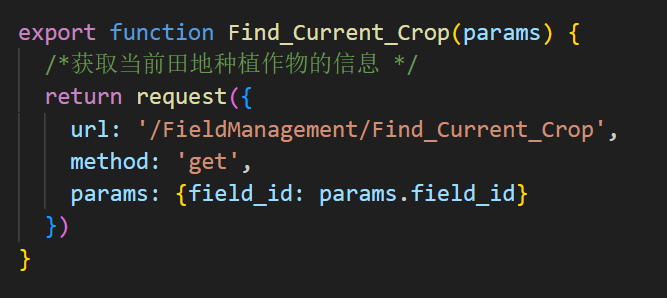 export function Find_Current_Crop(params) {
/*获取当前田地种植作物的信息 */
return request({
url: '/FieldManagement/Find_Current_Crop',
method: 'get',
params: {field_id: params.field_id}
})
}